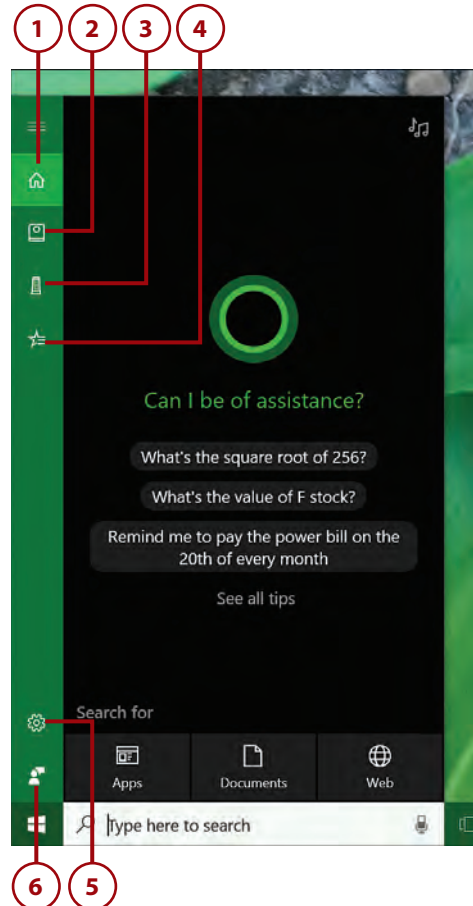 1 2 3 4
Can I be of assistance?
What's the square root of 256?
What's the value of F stock?
Remind me to pay the power bill on the
20th of every month
See all tips
Search for
Apps Documents Web
Type here to search
6 5